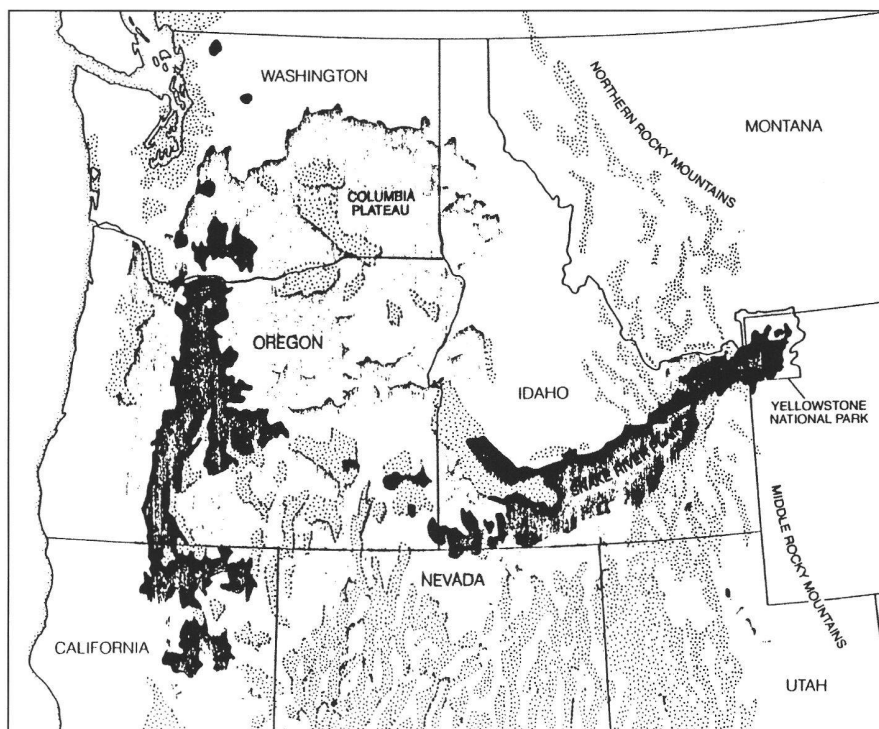 WASHINGTON
NORTHERN ROCKY MOUNTAINS
MONTANA
COLUMBIA
PLATEAU
OREGON
IDAHO
YELLOWSTONE
NATIONAL PARK
SNAKE RIVER PLAIN
MIDDLE ROCKY MOUNTAINS
NEVADA
CALIFORNIA
UTAH